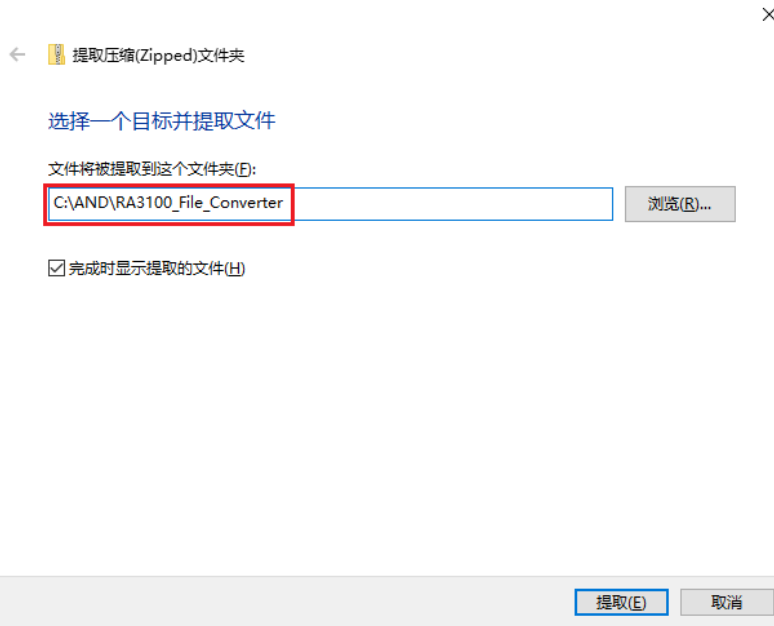 提取压缩(Zipped)文件夹
选择一个目标并提取文件
文件将被提取到这个文件夹(F):
C:\AND\RA3100_File_Converter
浏览(R)...
完成时显示提取的文件(H)
提取(E)
取消